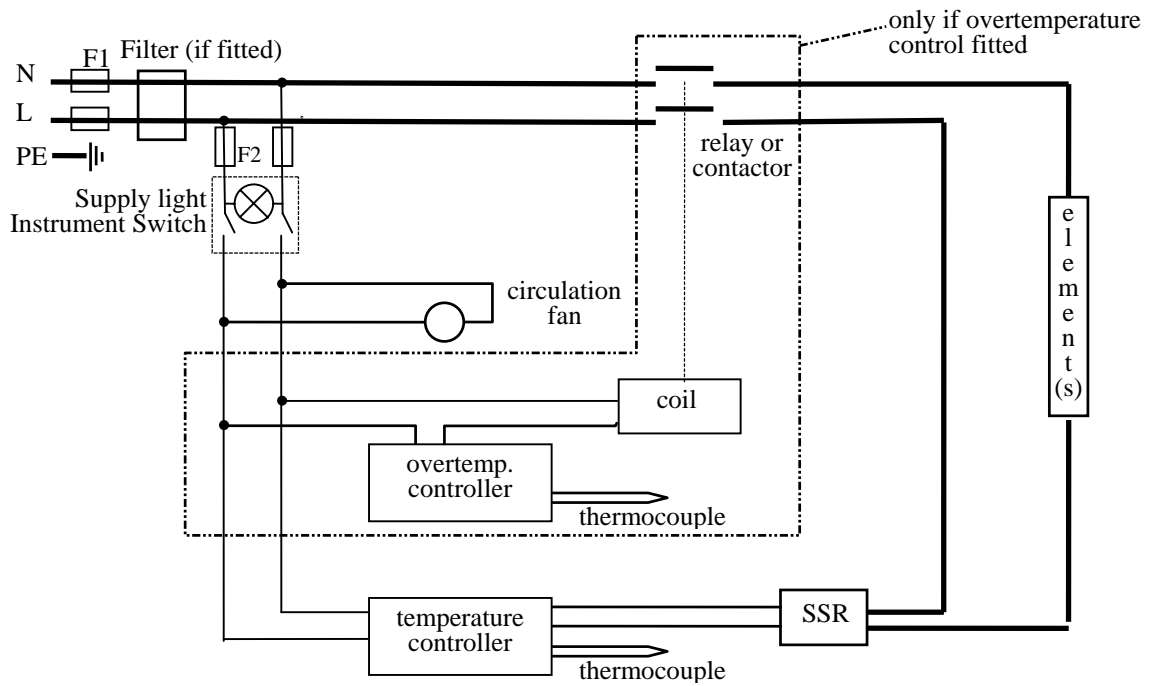 only if overtemperature
control fitted
Filter (if fitted)
F1
N
L
PE
F2
relay or
contactor
Supply light
Instrument Switch
element(s)
circulation
fan
coil
overtemp.
controller
thermocouple
temperature
controller
SSR
thermocouple